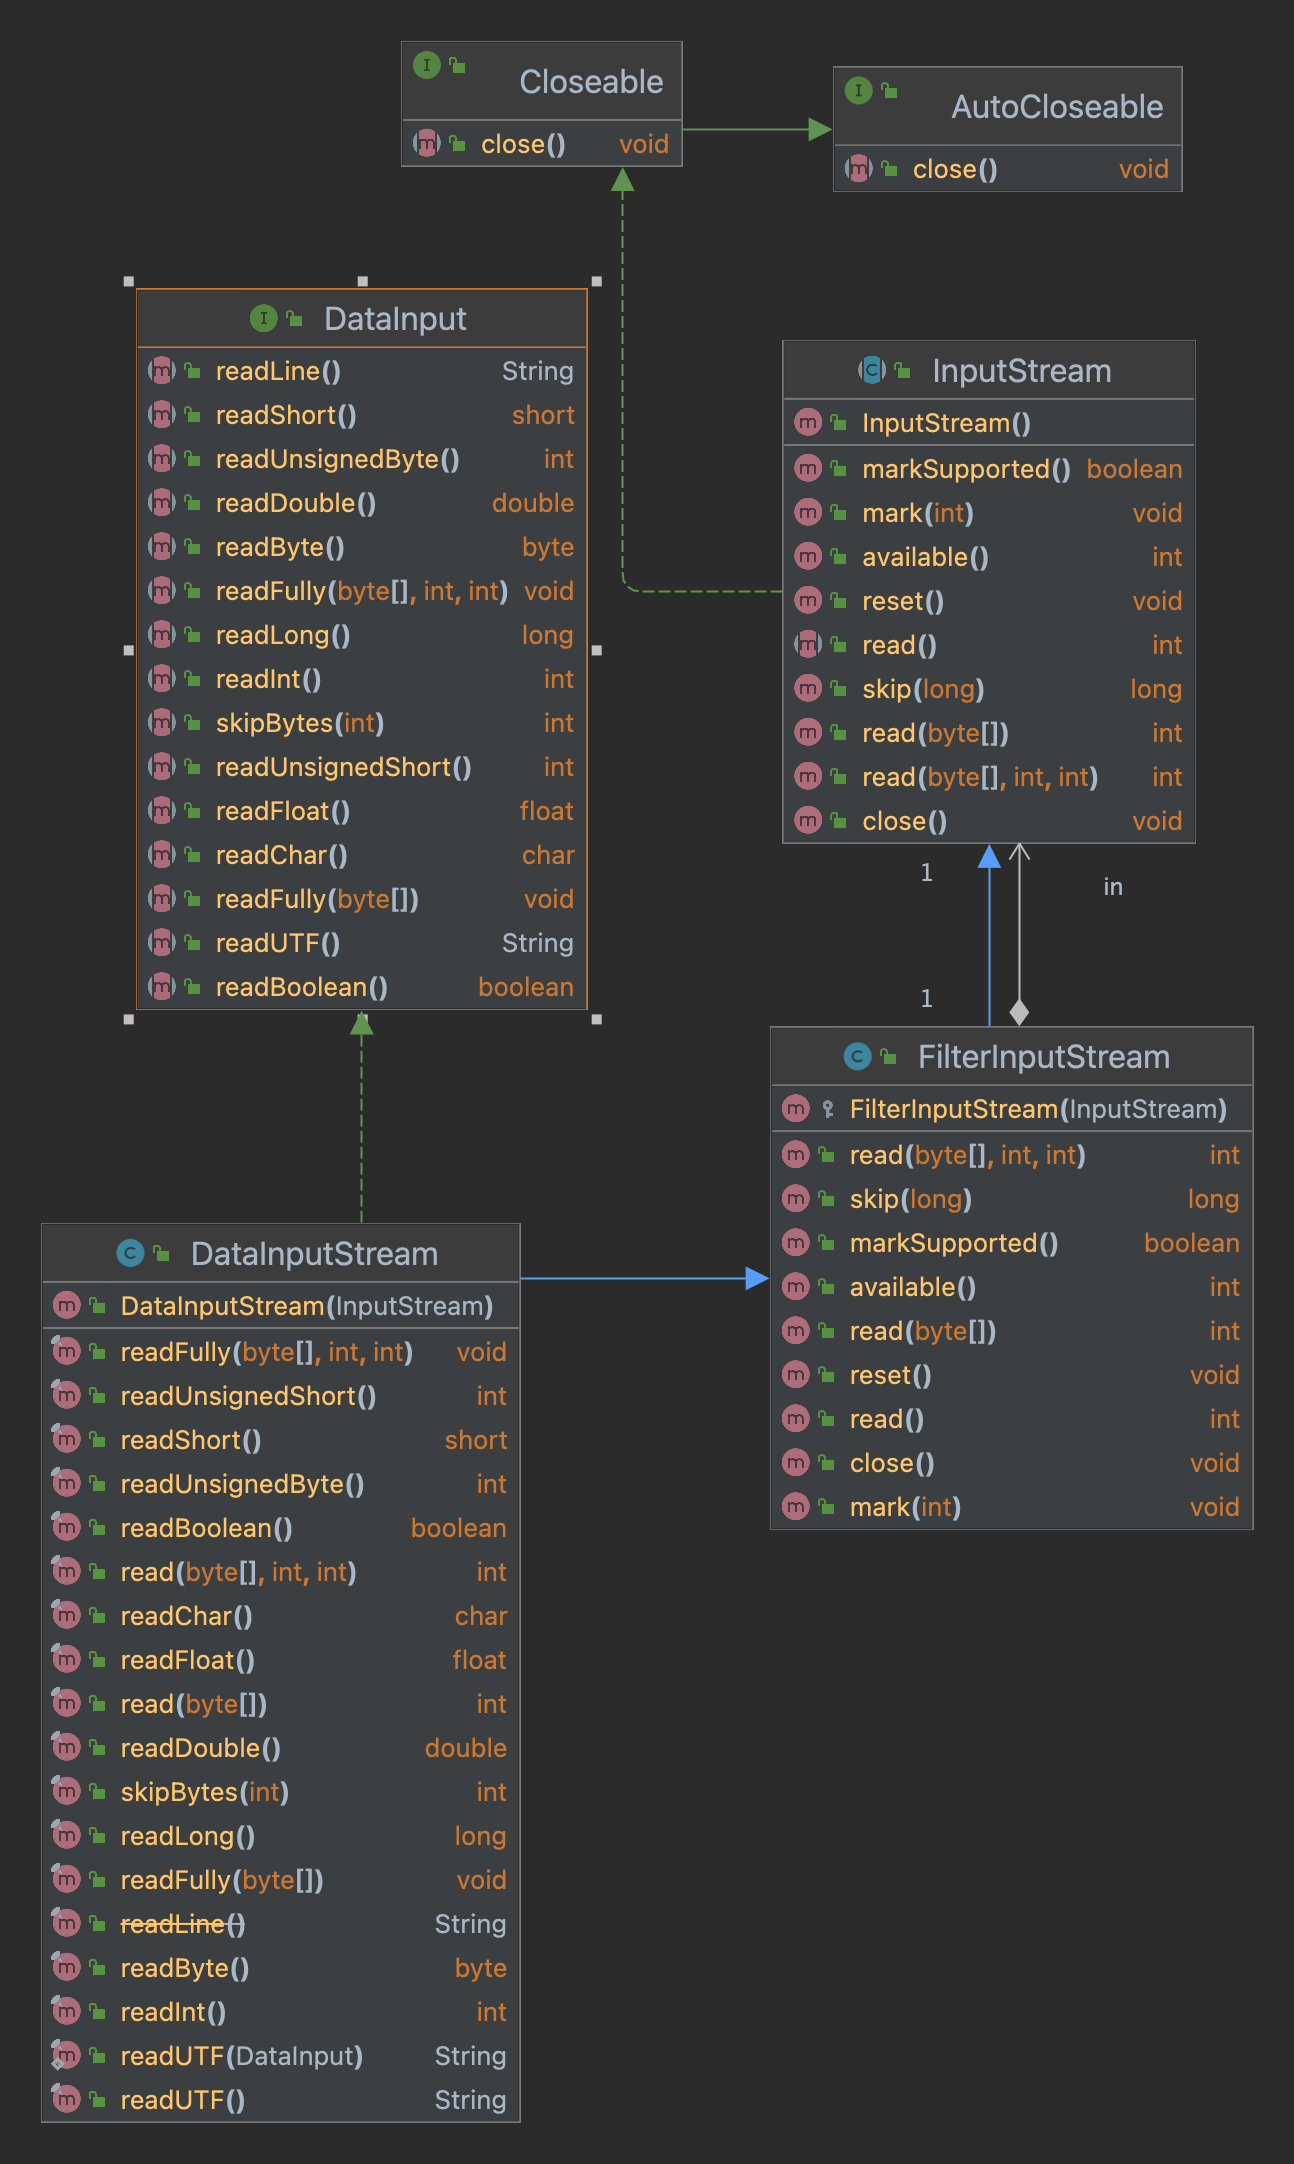 Closeable
close() void
AutoCloseable
close() void
DataInput
readLine() String
readShort() short
readUnsignedByte() int
readDouble() double
readByte() byte
readFully(byte[], int, int) void
readLong() long
readInt() int
skipBytes(int) int
readUnsignedShort() int
readFloat() float
readChar() char
readFully(byte[]) void
readUTF() String
readBoolean() boolean
InputStream
InputStream()
markSupported() boolean
mark(int) void
available() int
reset() void
read() int
skip(long) long
read(byte[]) int
read(byte[], int, int) int
close() void
1
in
1
FilterInputStream
FilterInputStream(InputStream)
read(byte[], int, int) int
skip(long) long
markSupported() boolean
available() int
read(byte[]) int
reset() void
read() int
close() void
mark(int) void
DataInputStream
DataInputStream(InputStream)
readFully(byte[], int, int) void
readUnsignedShort() int
readShort() short
readUnsignedByte() int
readBoolean() boolean
read(byte[], int, int) int
readChar() char
readFloat() float
read(byte[]) int
readDouble() double
skipBytes(int) int
readLong() long
readFully(byte[]) void
readLine() String
readByte() byte
readInt() int
readUTF(DataInput) String
readUTF() String